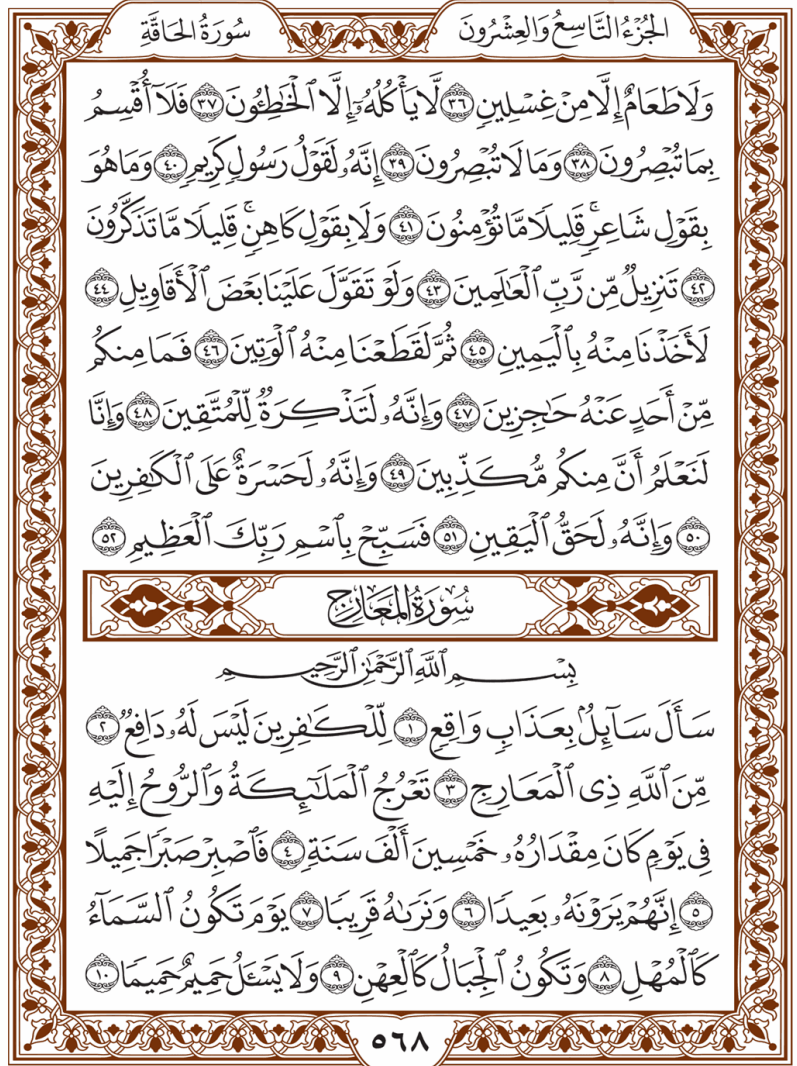 الجُزْءُ التَّاسِعُ وَالعِشْرُونَ
سُورَةُ الحَاقَّةِ
وَلَا طَعَامٌ إِلَّا مِنْ غِسْلِينٖ ٣٦ لَّا يَأۡكُلُهُۥٓ إِلَّا ٱلۡخَٰطِـُٔونَ ٣٧ فَلَآ أُقۡسِمُ
بِمَا تُبۡصِرُونَ ٣٨ وَمَا لَا تُبۡصِرُونَ ٣٩ إِنَّهُۥ لَقَوۡلُ رَسُولٖ كَرِيمٖ ٤٠ وَمَا هُوَ
بِقَوۡلِ شَاعِرٖۚ قَلِيلٗا مَّا تُؤۡمِنُونَ ٤١ وَلَا بِقَوۡلِ كَاهِنٖۚ قَلِيلٗا مَّا تَذَكَّرُونَ
٤٢ تَنزِيلٞ مِّن رَّبِّ ٱلۡعَٰلَمِينَ ٤٣ وَلَوۡ تَقَوَّلَ عَلَيۡنَا بَعۡضَ ٱلۡأَقَاوِيلِ ٤٤
لَأَخَذۡنَا مِنۡهُ بِٱلۡيَمِينِ ٤٥ ثُمَّ لَقَطَعۡنَا مِنۡهُ ٱلۡوَتِينَ ٤٦ فَمَا مِنكُم
مِّنۡ أَحَدٍ عَنۡهُ حَٰجِزِينَ ٤٧ وَإِنَّهُۥ لَتَذۡكِرَةٞ لِّلۡمُتَّقِينَ ٤٨ وَإِنَّا
لَنَعۡلَمُ أَنَّ مِنكُم مُّكَذِّبِينَ ٤٩ وَإِنَّهُۥ لَحَسۡرَةٌ عَلَى ٱلۡكَٰفِرِينَ
٥٠ وَإِنَّهُۥ لَحَقُّ ٱلۡيَقِينِ ٥١ فَسَبِّحۡ بِٱسۡمِ رَبِّكَ ٱلۡعَظِيمِ ٥٢
سُورَةُ المَعَارِجِ
بِسۡمِ ٱللَّهِ ٱلرَّحۡمَٰنِ ٱلرَّحِيمِ
سَأَلَ سَآئِلُۢ بِعَذَابٖ وَاقِعٖ ١ لِّلۡكَٰفِرِينَ لَيۡسَ لَهُۥ دَافِعٞ ٢
مِّنَ ٱللَّهِ ذِي ٱلۡمَعَارِجِ ٣ تَعۡرُجُ ٱلۡمَلَٰٓئِكَةُ وَٱلرُّوحُ إِلَيۡهِ
فِي يَوۡمٖ كَانَ مِقۡدَارُهُۥ خَمۡسِينَ أَلۡفَ سَنَةٖ ٤ فَٱصۡبِرۡ صَبۡرٗا جَمِيلًا
٥ إِنَّهُمۡ يَرَوۡنَهُۥ بَعِيدٗا ٦ وَنَرَىٰهُ قَرِيبٗا ٧ يَوۡمَ تَكُونُ ٱلسَّمَآءُ
كَٱلۡمُهۡلِ ٨ وَتَكُونُ ٱلۡجِبَالُ كَٱلۡعِهۡنِ ٩ وَلَا يَسۡـَٔلُ حَمِيمٌ حَمِيمٗا ١٠
٥٦٨